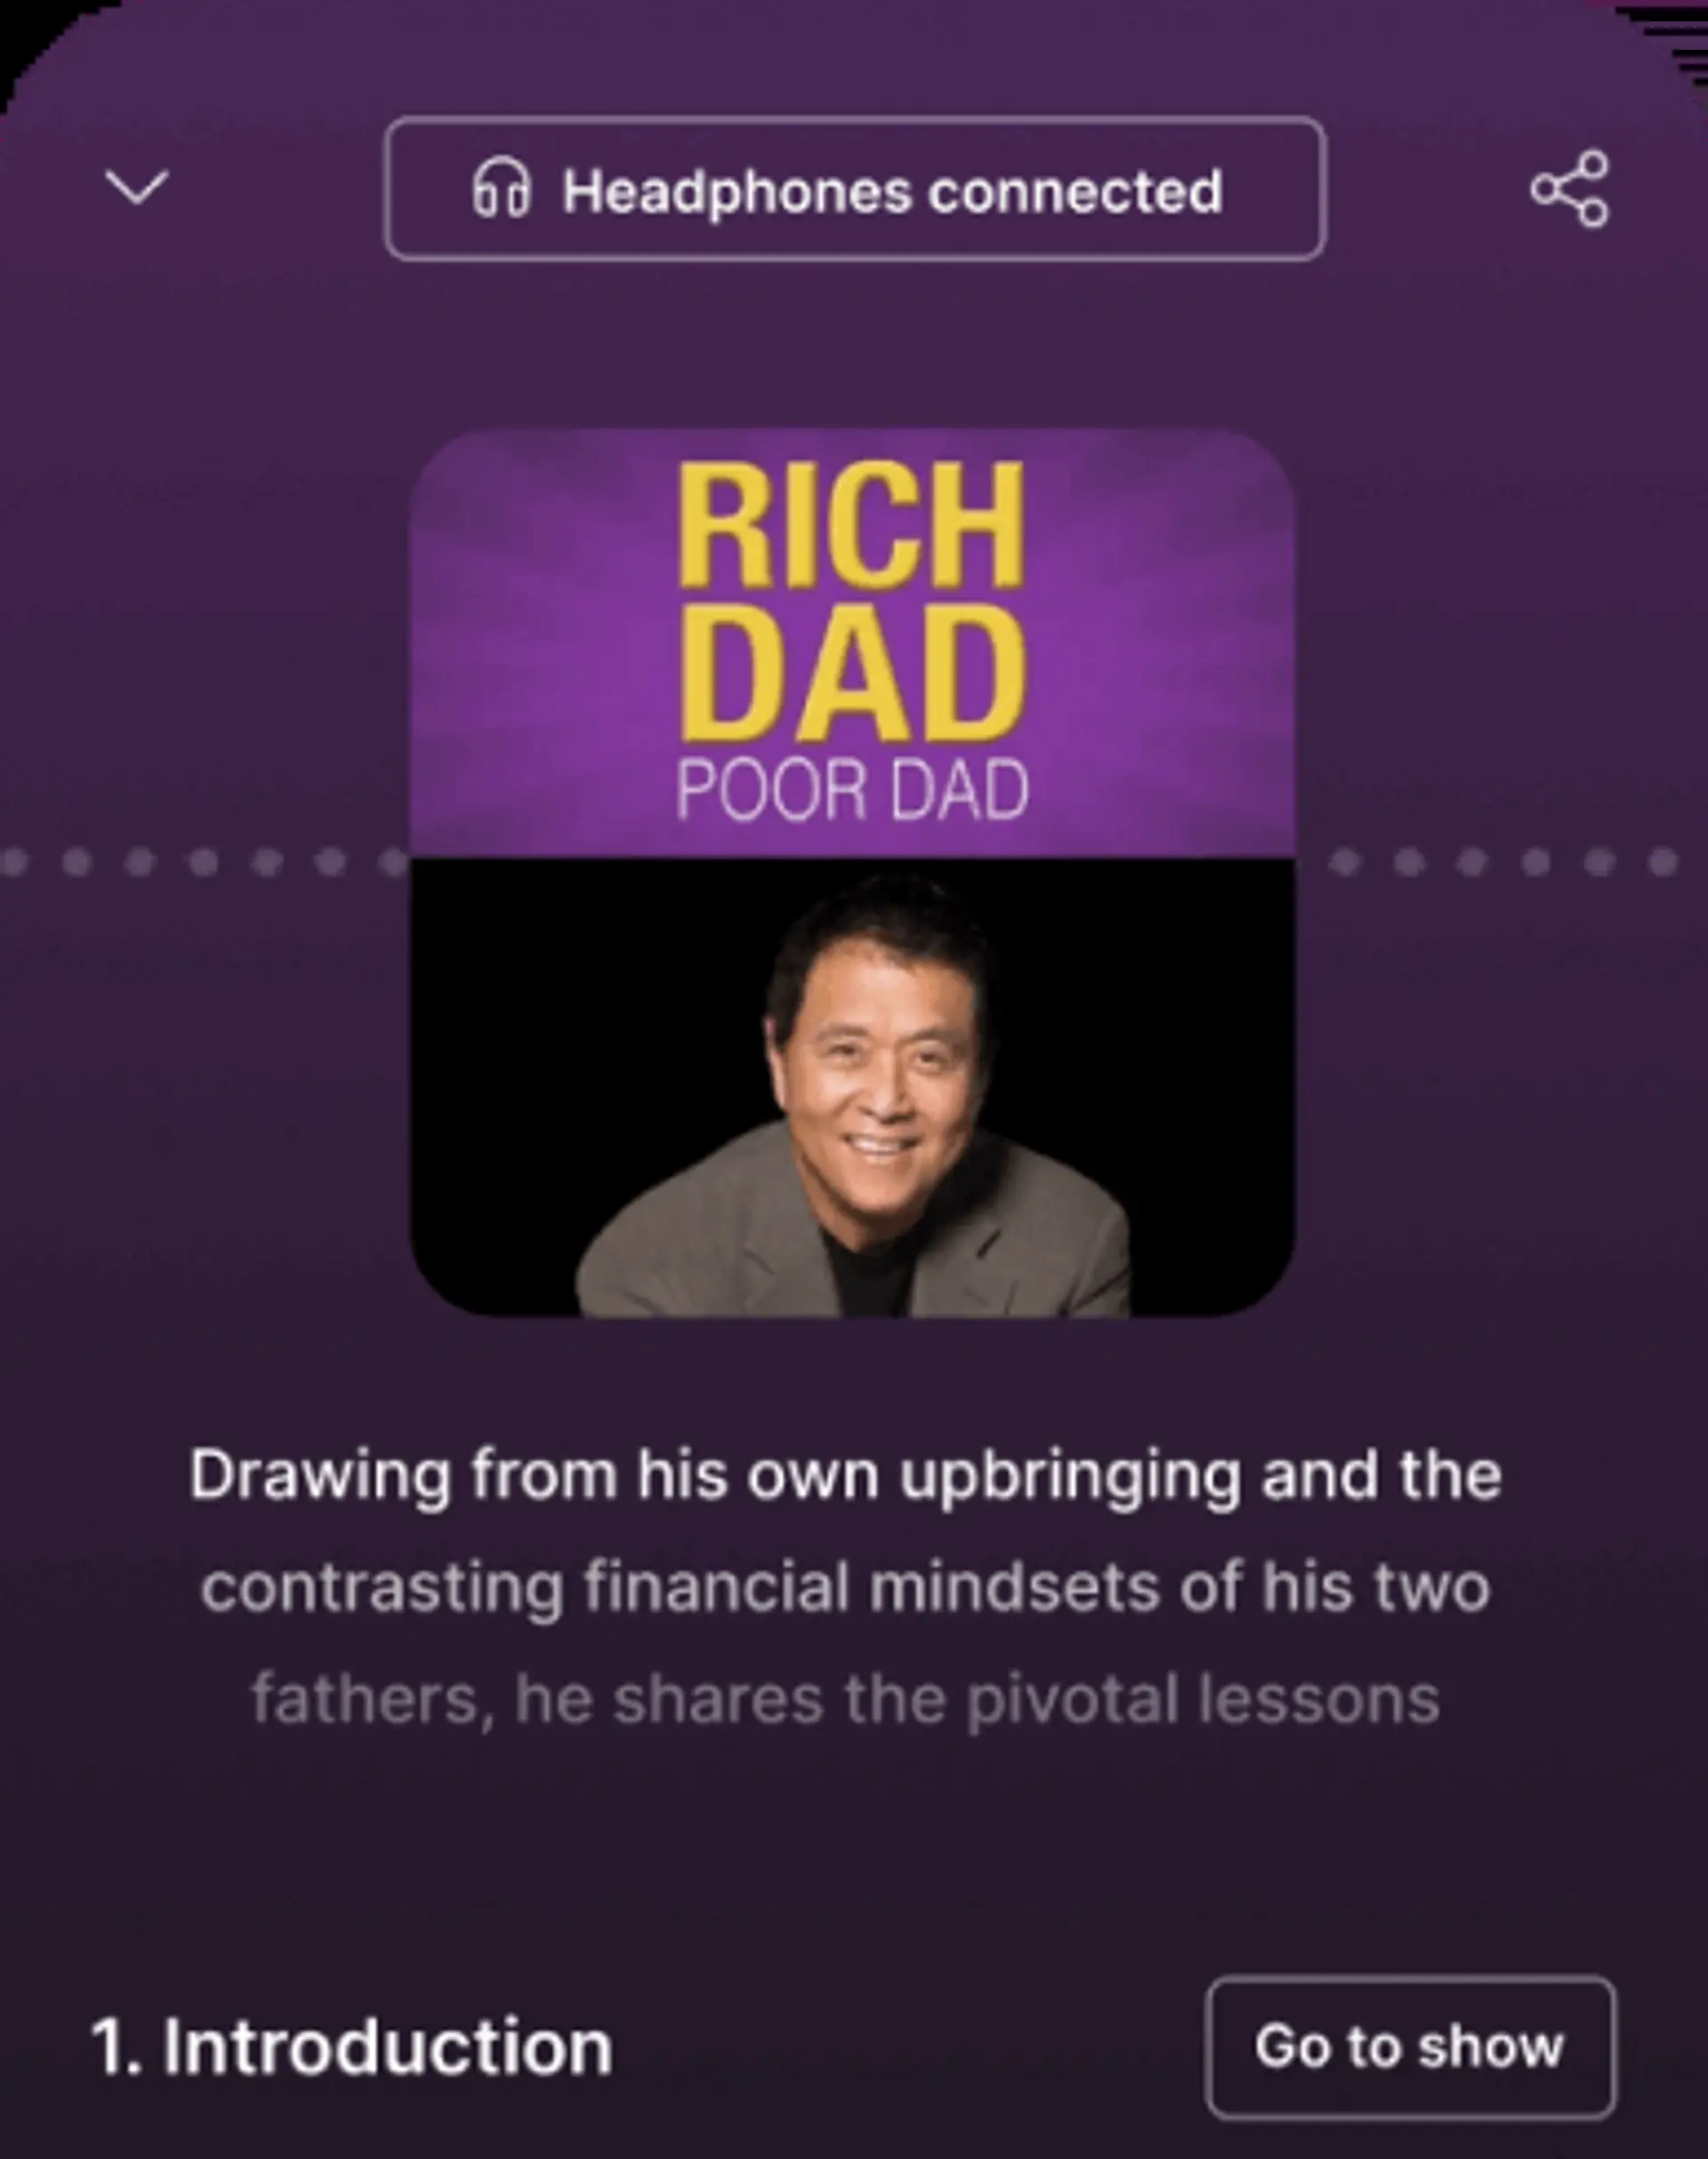 Headphones connected
RICH
DAD
POOR DAD
Drawing from his own upbringing and the
contrasting financial mindsets of his two
fathers, he shares the pivotal lessons
1. Introduction
Go to show